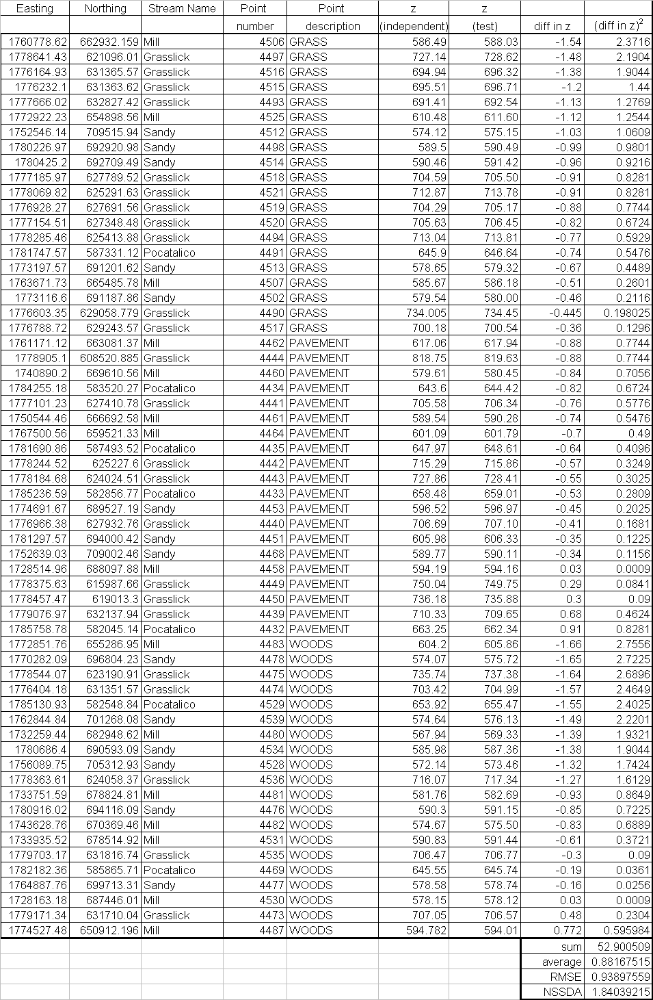 Easting Northing Stream Name Point Point z z
number description (independent) (test) diff in z (diff in z)²
1760778.62 662932.159 Mill 4506 GRASS 586.49 588.03 -1.54 2.3716
1778641.43 621096.01 Grasslick 4497 GRASS 727.14 728.62 -1.48 2.1904
1776164.93 631365.57 Grasslick 4516 GRASS 694.94 696.32 -1.38 1.9044
1776232.1 631363.62 Grasslick 4515 GRASS 695.51 696.71 -1.2 1.44
1777666.02 632827.42 Grasslick 4493 GRASS 691.41 692.54 -1.13 1.2769
1772922.23 654898.56 Mill 4525 GRASS 610.48 611.60 -1.12 1.2544
1752546.14 709515.94 Sandy 4512 GRASS 574.12 575.15 -1.03 1.0609
1780226.97 692920.98 Sandy 4498 GRASS 589.5 590.49 -0.99 0.9801
1780425.2 692709.49 Sandy 4514 GRASS 590.46 591.42 -0.96 0.9216
1777185.97 627789.52 Grasslick 4518 GRASS 704.59 705.50 -0.91 0.8281
1778069.82 625291.63 Grasslick 4521 GRASS 712.87 713.78 -0.91 0.8281
1776928.27 627691.56 Grasslick 4519 GRASS 704.29 705.17 -0.88 0.7744
1777154.51 627348.48 Grasslick 4520 GRASS 705.63 706.45 -0.82 0.6724
1778285.46 625413.88 Grasslick 4494 GRASS 713.04 713.81 -0.77 0.5929
1781747.57 587331.12 Pocatalico 4491 GRASS 645.9 646.64 -0.74 0.5476
1773197.57 691201.62 Sandy 4513 GRASS 578.65 579.32 -0.67 0.4489
1763671.73 665485.78 Mill 4507 GRASS 585.67 586.18 -0.51 0.2601
1773116.6 691187.86 Sandy 4502 GRASS 579.54 580.00 -0.46 0.2116
1776603.35 629058.779 Grasslick 4490 GRASS 734.005 734.45 -0.445 0.198025
1776788.72 629243.57 Grasslick 4517 GRASS 700.18 700.54 -0.36 0.1296
1761171.12 663081.37 Mill 4462 PAVEMENT 617.06 617.94 -0.88 0.7744
1778905.1 608520.885 Grasslick 4444 PAVEMENT 818.75 819.63 -0.88 0.7744
1740890.2 669610.56 Mill 4460 PAVEMENT 579.61 580.45 -0.84 0.7056
1784255.18 583520.27 Pocatalico 4434 PAVEMENT 643.6 644.42 -0.82 0.6724
1777101.23 627410.78 Grasslick 4441 PAVEMENT 705.58 706.34 -0.76 0.5776
1750544.46 666692.58 Mill 4461 PAVEMENT 589.54 590.28 -0.74 0.5476
1767500.56 659521.33 Mill 4464 PAVEMENT 601.09 601.79 -0.7 0.49
1781690.86 587493.52 Pocatalico 4435 PAVEMENT 647.97 648.61 -0.64 0.4096
1778244.52 625227.6 Grasslick 4442 PAVEMENT 715.29 715.86 -0.57 0.3249
1778184.68 624024.51 Grasslick 4443 PAVEMENT 727.86 728.41 -0.55 0.3025
1785236.59 582856.77 Pocatalico 4433 PAVEMENT 658.48 659.01 -0.53 0.2809
1774691.67 689527.19 Sandy 4453 PAVEMENT 596.52 596.97 -0.45 0.2025
1776966.38 627932.76 Grasslick 4440 PAVEMENT 706.69 707.10 -0.41 0.1681
1781297.57 694000.42 Sandy 4451 PAVEMENT 605.98 606.33 -0.35 0.1225
1752639.03 709002.46 Sandy 4468 PAVEMENT 589.77 590.11 -0.34 0.1156
1728514.96 688097.88 Mill 4458 PAVEMENT 594.19 594.16 0.03 0.0009
1778375.63 615987.66 Grasslick 4449 PAVEMENT 750.04 749.75 0.29 0.0841
1778457.47 619013.3 Grasslick 4450 PAVEMENT 736.18 735.88 0.3 0.09
1779076.97 632137.94 Grasslick 4439 PAVEMENT 710.33 709.65 0.68 0.4624
1785758.78 582045.14 Pocatalico 4432 PAVEMENT 663.25 662.34 0.91 0.8281
1772851.76 655286.95 Mill 4483 WOODS 604.2 605.86 -1.66 2.7556
1770282.09 696804.23 Sandy 4478 WOODS 574.07 575.72 -1.65 2.7225
1778544.07 623190.91 Grasslick 4475 WOODS 735.74 737.38 -1.64 2.6896
1776404.18 631351.57 Grasslick 4474 WOODS 703.42 704.99 -1.57 2.4649
1785130.93 582548.84 Pocatalico 4529 WOODS 653.92 655.47 -1.55 2.4025
1762844.84 701268.08 Sandy 4539 WOODS 574.64 576.13 -1.49 2.2201
1732259.44 682948.62 Mill 4480 WOODS 567.94 569.33 -1.39 1.9321
1780686.4 690593.09 Sandy 4534 WOODS 585.98 587.36 -1.38 1.9044
1756089.75 705312.93 Sandy 4528 WOODS 572.14 573.46 -1.32 1.7424
1778363.61 624058.37 Grasslick 4536 WOODS 716.07 717.34 -1.27 1.6129
1733751.59 678824.81 Mill 4481 WOODS 581.76 582.69 -0.93 0.8649
1780916.02 694116.09 Sandy 4476 WOODS 590.3 591.15 -0.85 0.7225
1743628.76 670369.46 Mill 4482 WOODS 574.67 575.50 -0.83 0.6889
1733935.52 678514.92 Mill 4531 WOODS 590.83 591.44 -0.61 0.3721
1779703.17 631816.74 Grasslick 4535 WOODS 706.47 706.77 -0.3 0.09
1782182.36 585865.71 Pocatalico 4469 WOODS 645.55 645.74 -0.19 0.0361
1764887.76 699713.31 Sandy 4477 WOODS 578.58 578.74 -0.16 0.0256
1728163.18 687446.01 Mill 4530 WOODS 578.15 578.12 0.03 0.0009
1779171.34 631710.04 Grasslick 4473 WOODS 707.05 706.57 0.48 0.2304
1774527.48 650912.196 Mill 4487 WOODS 594.782 594.01 0.772 0.595984
sum 52.900509
average 0.88167515
RMSE 0.93897559
NSSDA 1.84039215